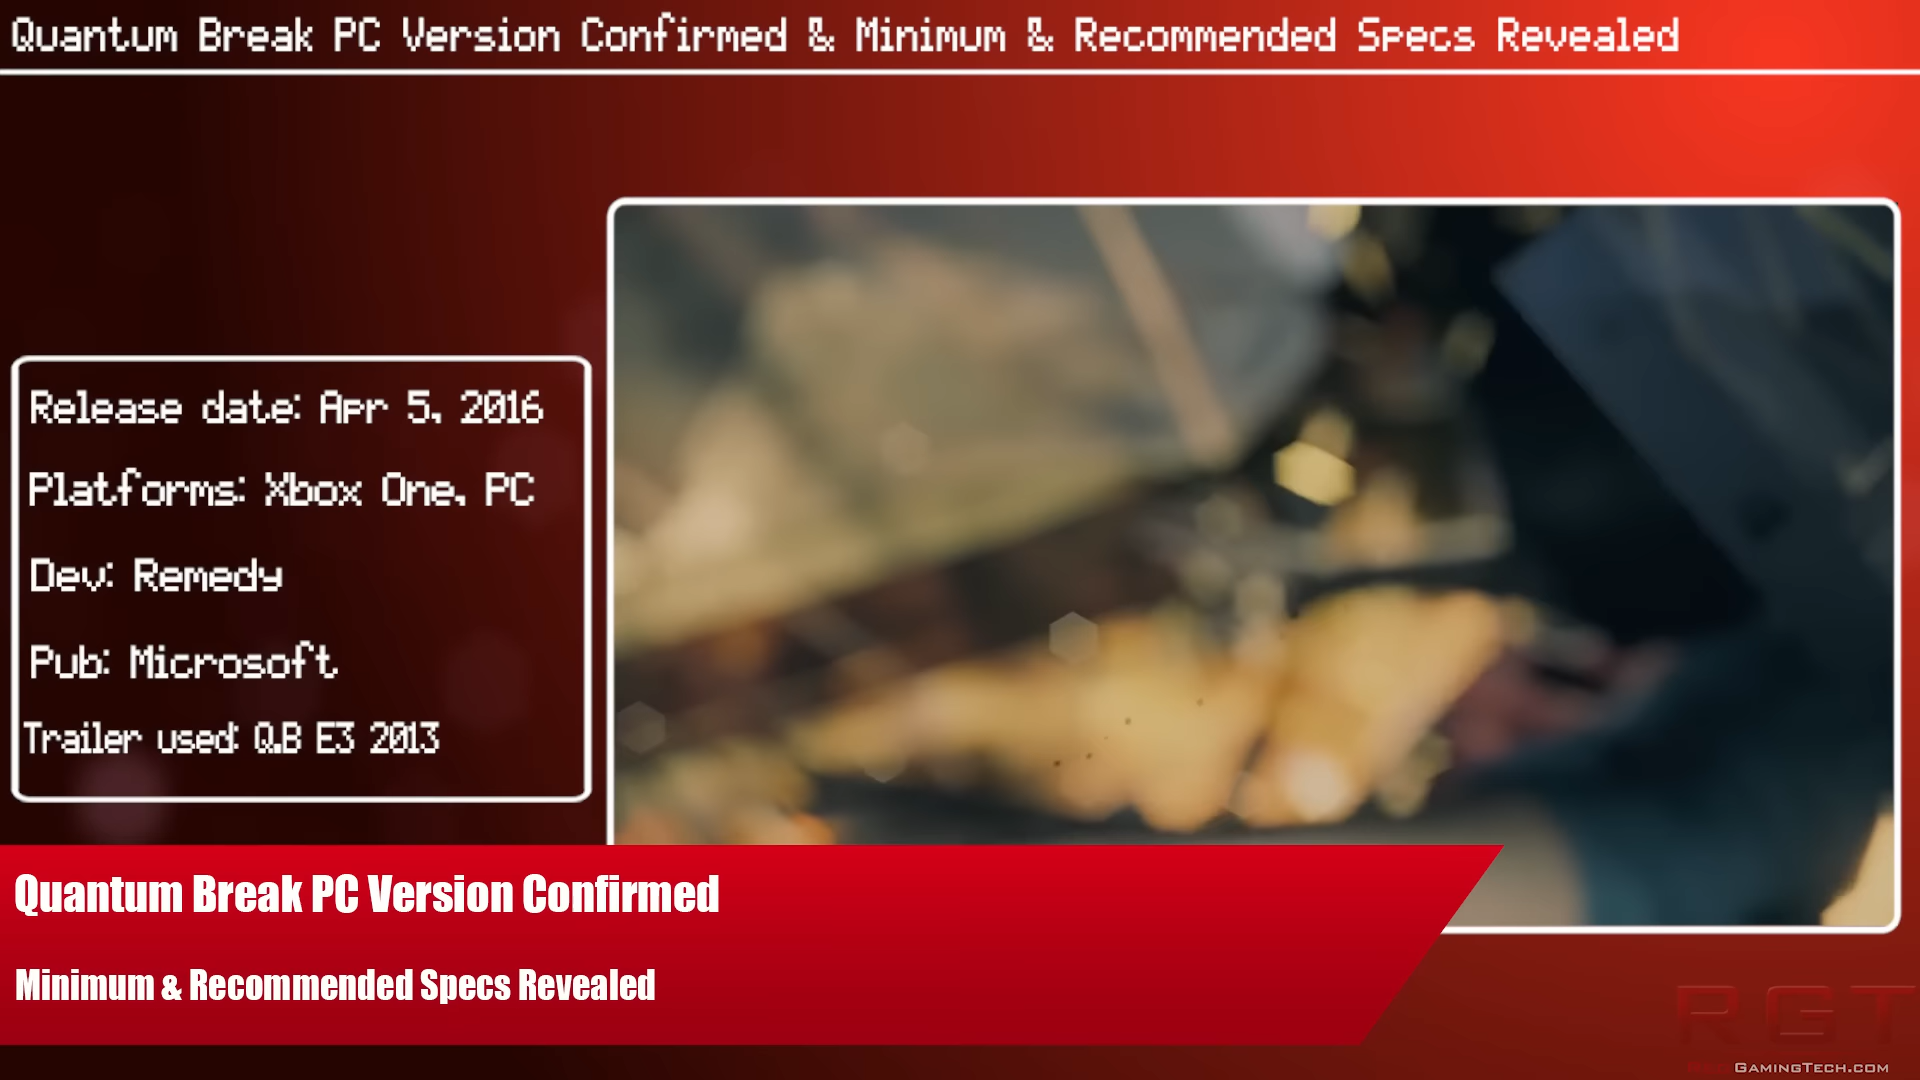 Quantum Break PC Version Confirmed & Minimum & Recommended Specs Revealed
Release date: Apr 5, 2016
Platforms: Xbox One, PC
Dev: Remedy
Pub: Microsoft
Trailer used: Q.B E3 2013
Quantum Break PC Version Confirmed
Minimum & Recommended Specs Revealed
RGT
GamingTech.com